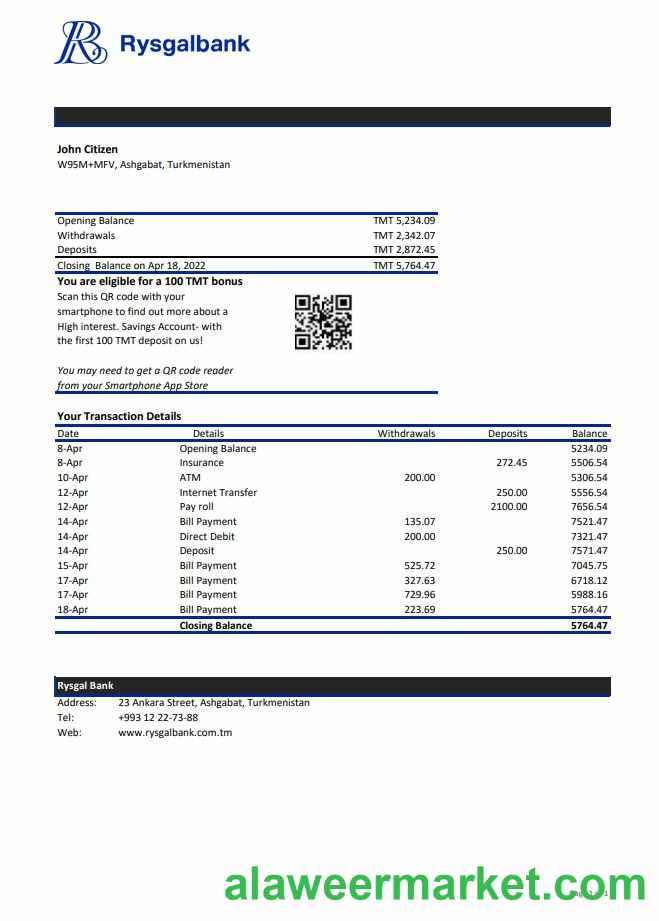 Rysgalbank
John Citizen
W95M+MFV, Ashgabat, Turkmenistan
Opening Balance TMT 5,234.09
Withdrawals TMT 2,342.07
Deposits TMT 2,872.45
Closing Balance on Apr 18, 2022 TMT 5,764.47
You are eligible for a 100 TMT bonus
Scan this QR code with your
smartphone to find out more about a
High interest. Savings Account- with
the first 100 TMT deposit on us!
You may need to get a QR code reader
from your Smartphone App Store
Your Transaction Details
Date Details Withdrawals Deposits Balance
8-Apr Opening Balance 5234.09
8-Apr Insurance 272.45 5506.54
10-Apr ATM 200.00 5306.54
12-Apr Internet Transfer 250.00 5556.54
12-Apr Pay roll 2100.00 7656.54
14-Apr Bill Payment 135.07 7521.47
14-Apr Direct Debit 200.00 7321.47
14-Apr Deposit 250.00 7571.47
15-Apr Bill Payment 525.72 7045.75
17-Apr Bill Payment 327.63 6718.12
17-Apr Bill Payment 729.96 5988.16
18-Apr Bill Payment 223.69 5764.47
Closing Balance 5764.47
Rysgal Bank
Address: 23 Ankara Street, Ashgabat, Turkmenistan
Tel: +993 12 22-73-88
Web: www.rysgalbank.com.tm
alaweermarket.com